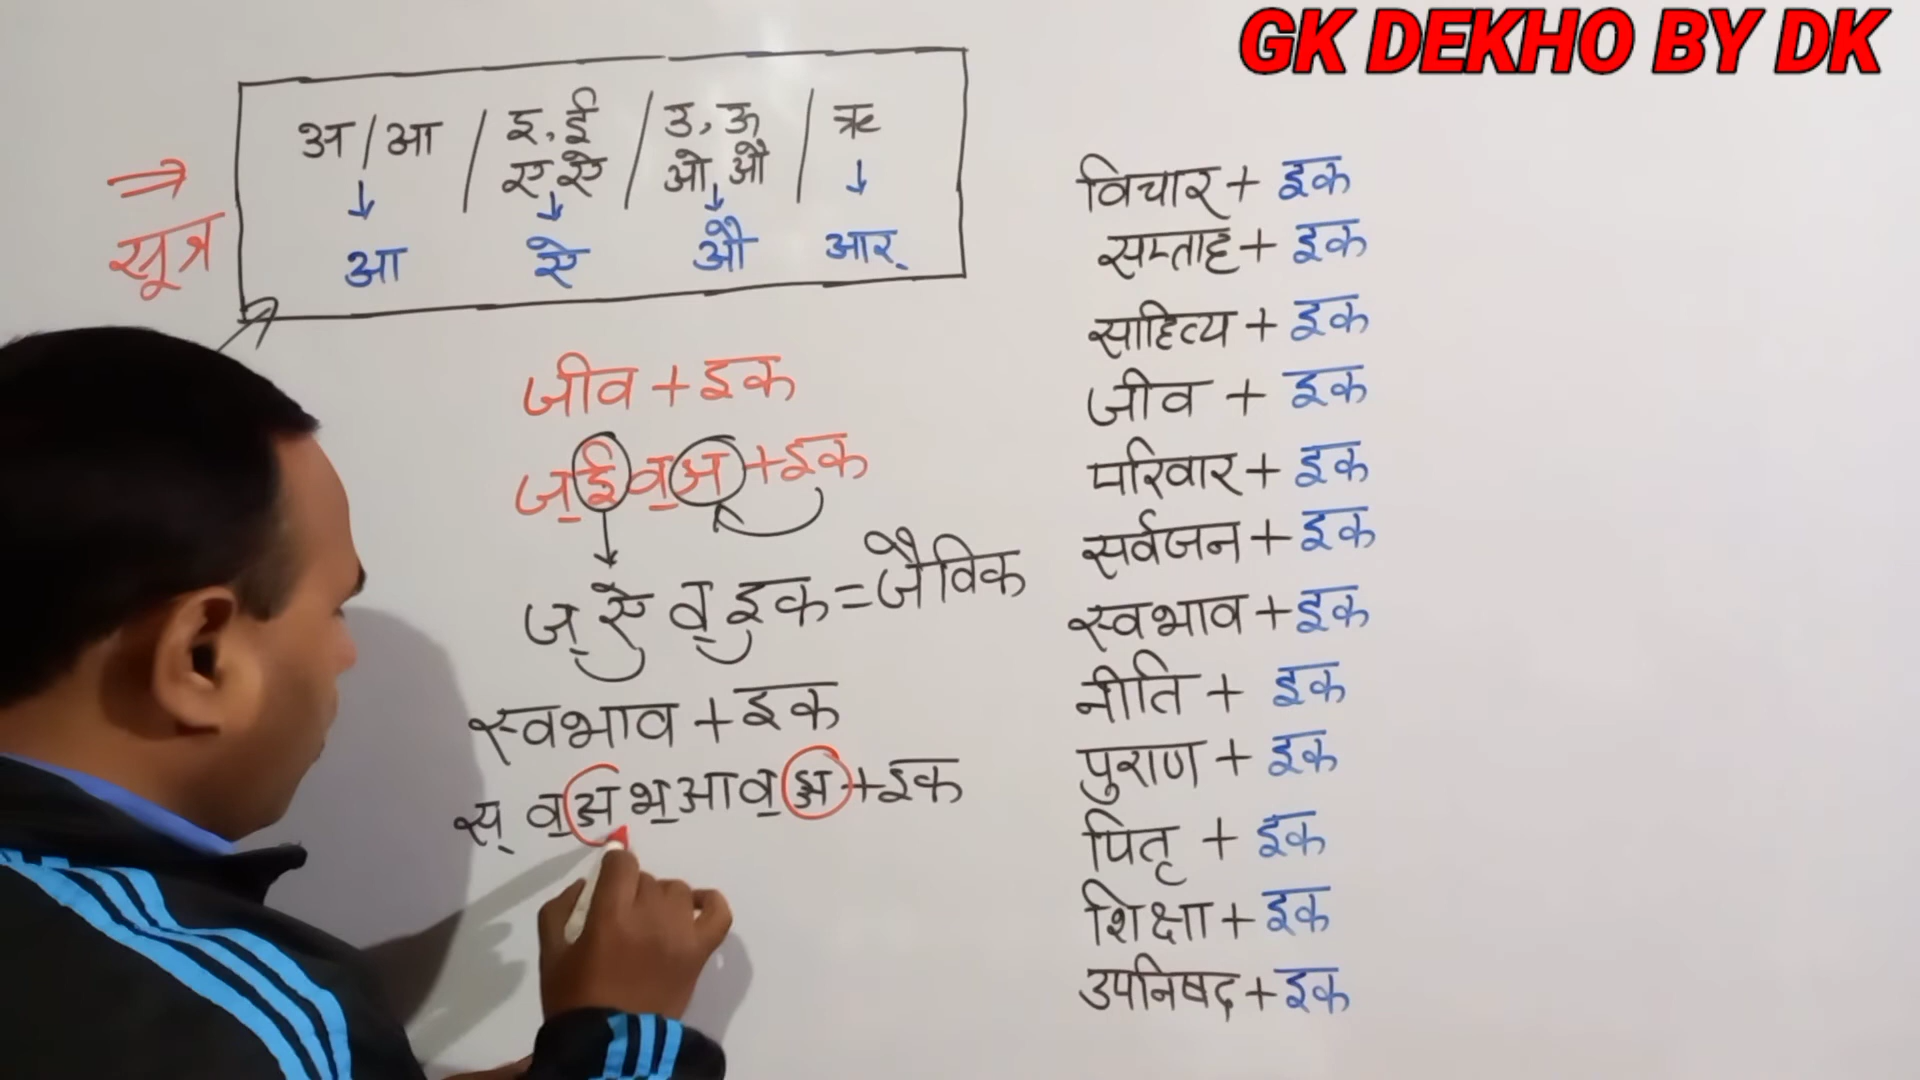 GK DEKHO BY DK
अ/आ / इ, ई / उ, ऊ / ऋ
ए, ऐ ओ, औ
↓ ↓ ↓ ↓
आ ऐ औ आर्
⇒
सूत्र
जीव + इक
ज् ई व् अ + इक
ज् ऐ व् इक = जैविक
स्वभाव + इक
स् व् अ भ् आ व् अ + इक
विचार + इक
सप्ताह + इक
साहित्य + इक
जीव + इक
परिवार + इक
सर्वजन + इक
स्वभाव + इक
नीति + इक
पुराण + इक
पितृ + इक
शिक्षा + इक
उपनिषद + इक